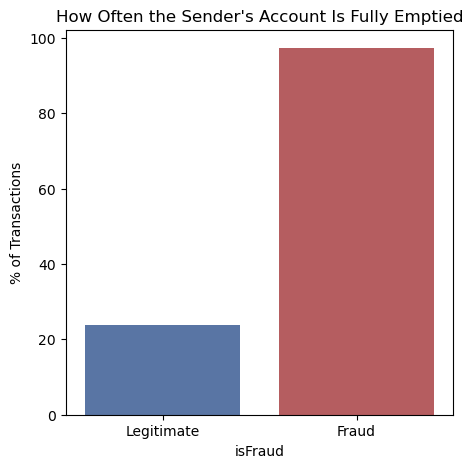 How Often the Sender's Account Is Fully Emptied
100
80
60
40
20
0
% of Transactions
Legitimate
Fraud
isFraud